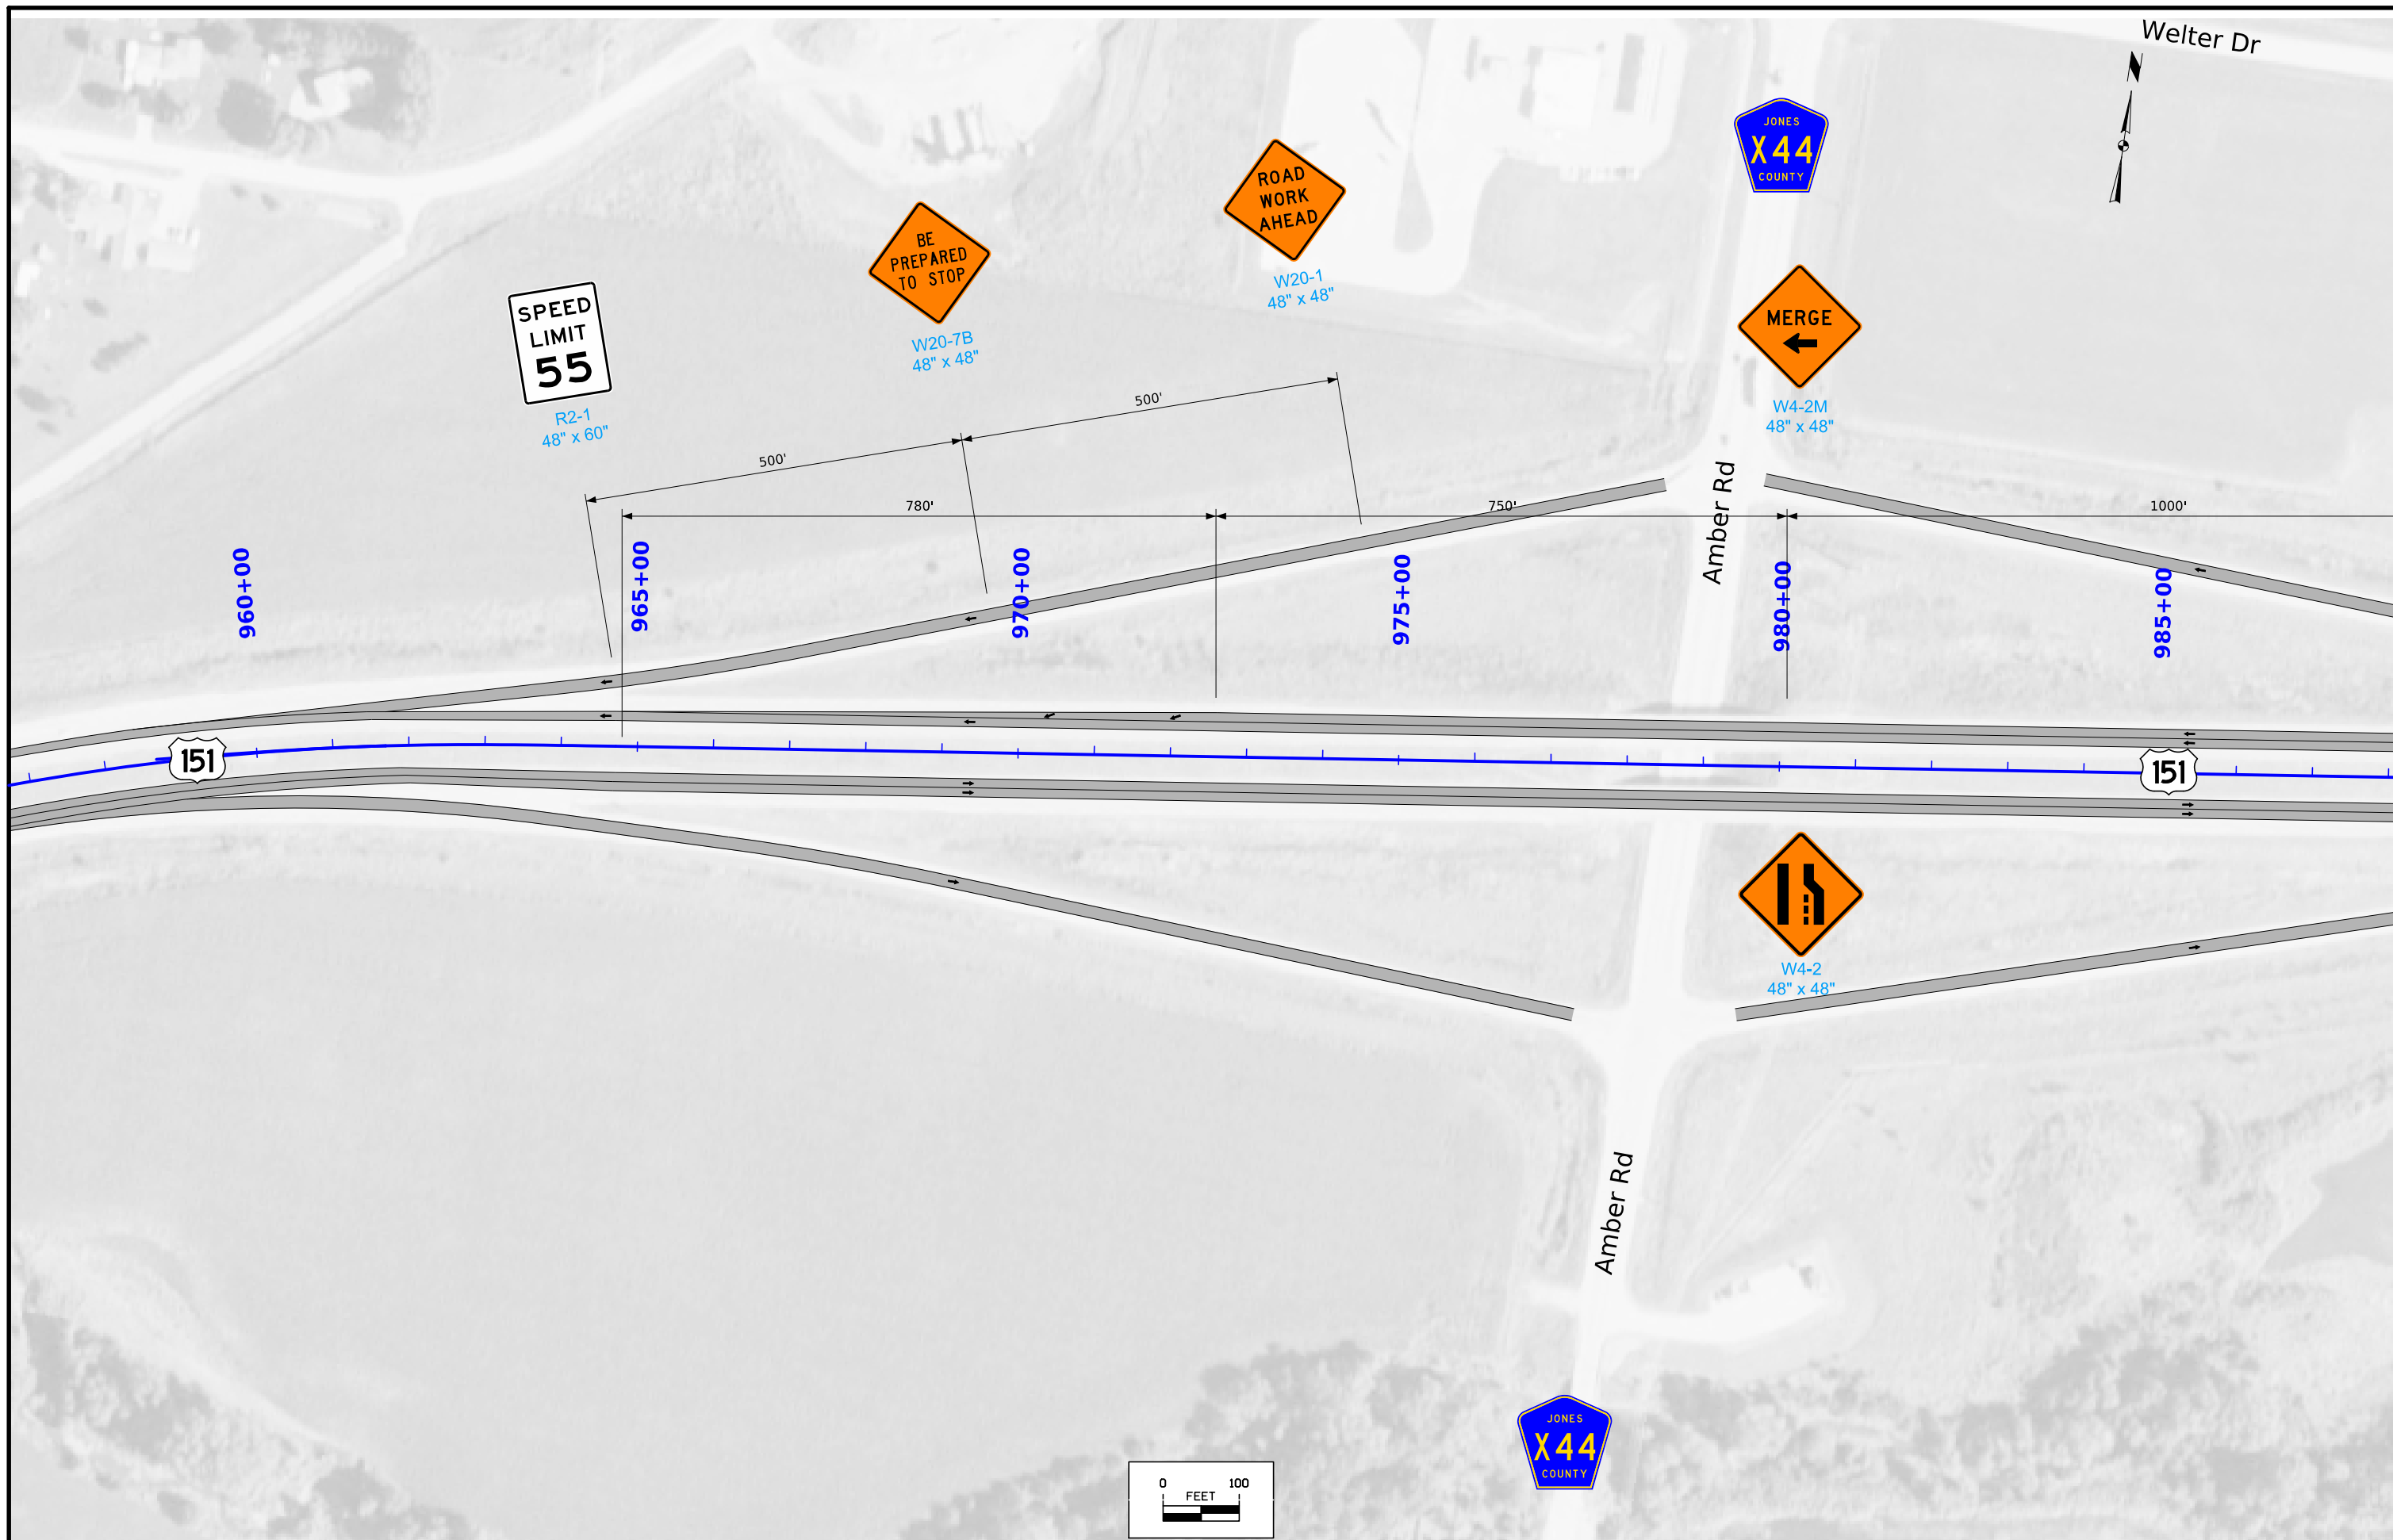 Welter Dr
N
JONES
X44
COUNTY
ROAD
WORK
AHEAD
W20-1
48" x 48"
BE
PREPARED
TO STOP
W20-7B
48" x 48"
SPEED
LIMIT
55
R2-1
48" x 60"
MERGE
W4-2M
48" x 48"
500'
500'
780'
750'
1000'
Amber Rd
960+00
965+00
970+00
975+00
980+00
985+00
151
151
W4-2
48" x 48"
Amber Rd
JONES
X44
COUNTY
0 100
FEET